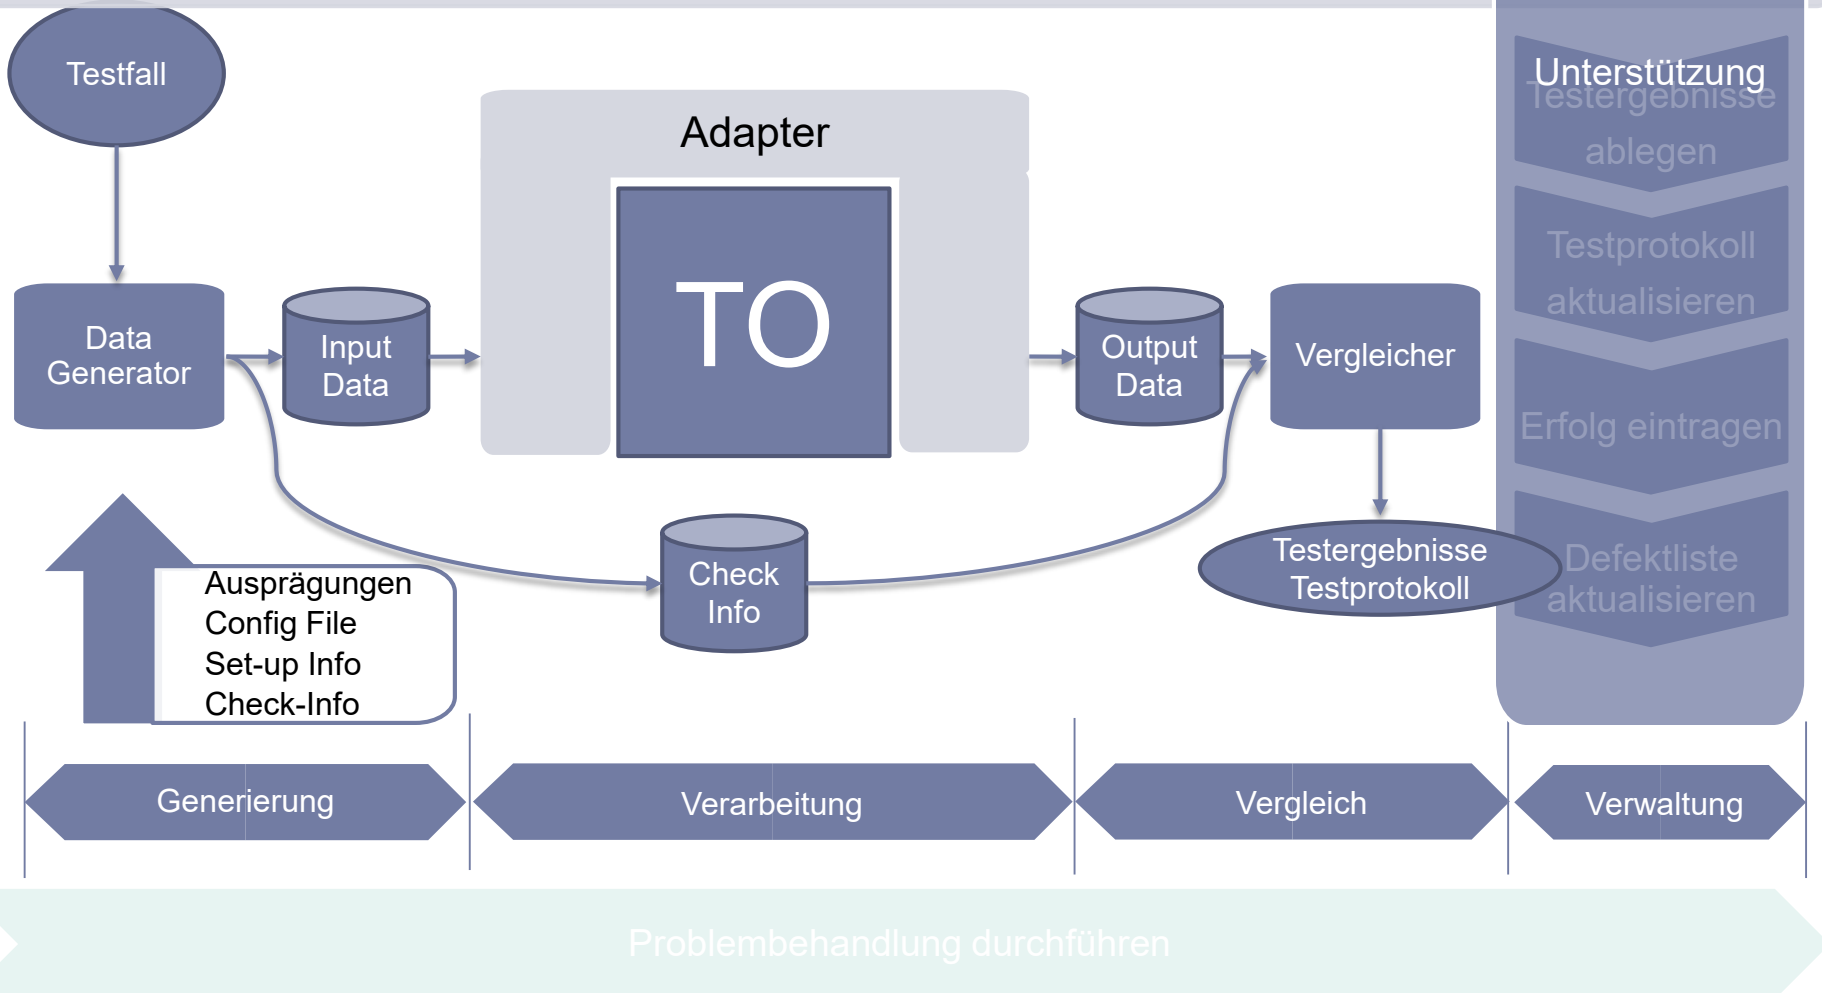 Testfall
Adapter
TO
Data
Generator
Input
Data
Output
Data
Vergleicher
Check
Info
Testergebnisse
Testprotokoll
Ausprägungen
Config File
Set-up Info
Check-Info
Unterstützung
Testergebnisse
ablegen
Testprotokoll
aktualisieren
Erfolg eintragen
Defektliste
aktualisieren
Generierung
Verarbeitung
Vergleich
Verwaltung
Problembehandlung durchführen